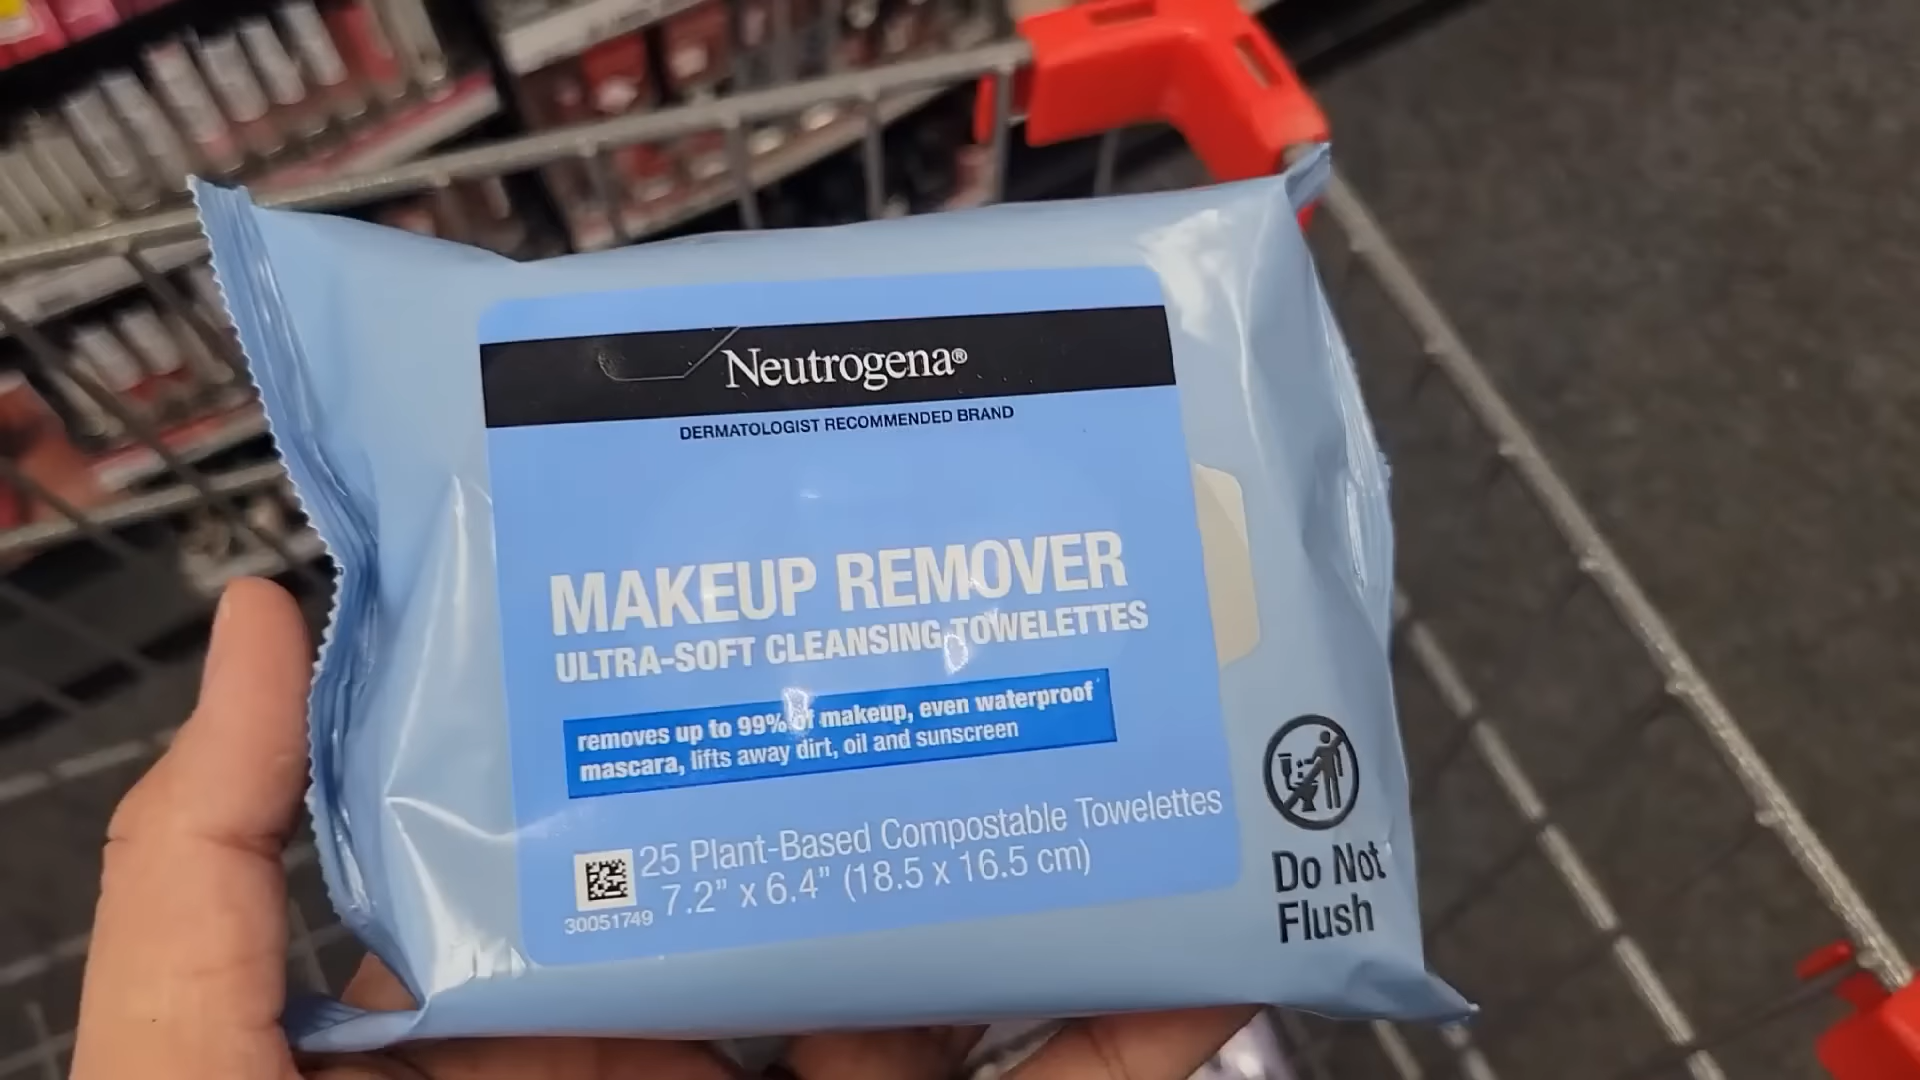 Neutrogena®
DERMATOLOGIST RECOMMENDED BRAND
MAKEUP REMOVER
ULTRA-SOFT CLEANSING TOWELETTES
removes up to 99% of makeup, even waterproof
mascara, lifts away dirt, oil and sunscreen
25 Plant-Based Compostable Towelettes
7.2" x 6.4" (18.5 x 16.5 cm)
30051749
Do Not
Flush